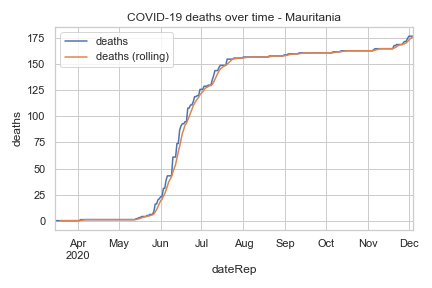 COVID-19 deaths over time - Mauritania
deaths
deaths (rolling)
175
150
125
100
75
50
25
0
deaths
Apr May Jun Jul Aug Sep Oct Nov Dec
2020
dateRep